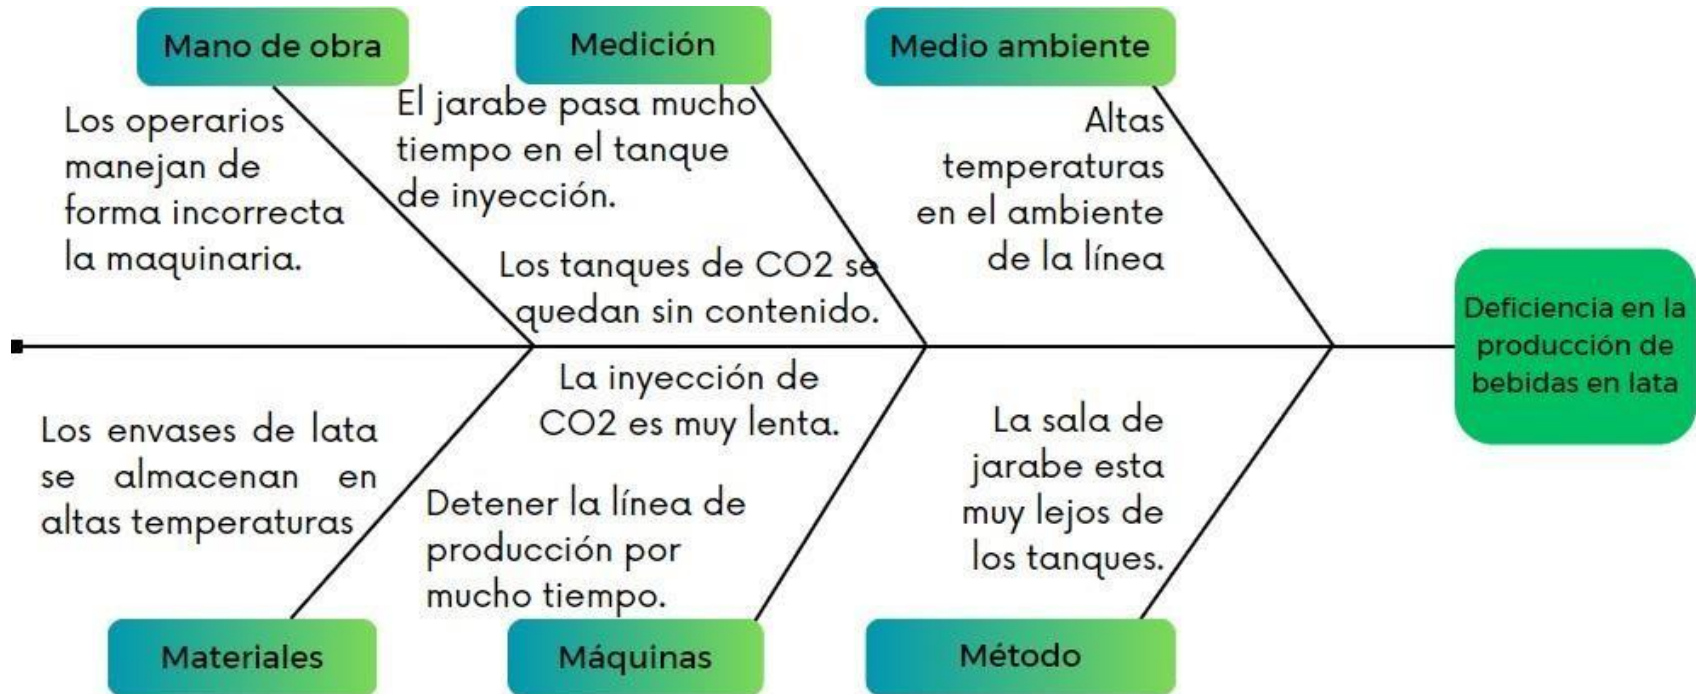 Mano de obra
Medición
Medio ambiente
Los operarios
manejan de
forma incorrecta
la maquinaria.
El jarabe pasa mucho
tiempo en el tanque
de inyección.
Los tanques de CO2 se
quedan sin contenido.
Altas
temperaturas
en el ambiente
de la línea
Deficiencia en la
producción de
bebidas en lata
Los envases de lata
se almacenan en
altas temperaturas
La inyección de
CO2 es muy lenta.
Detener la línea de
producción por
mucho tiempo.
La sala de
jarabe esta
muy lejos de
los tanques.
Materiales
Máquinas
Método